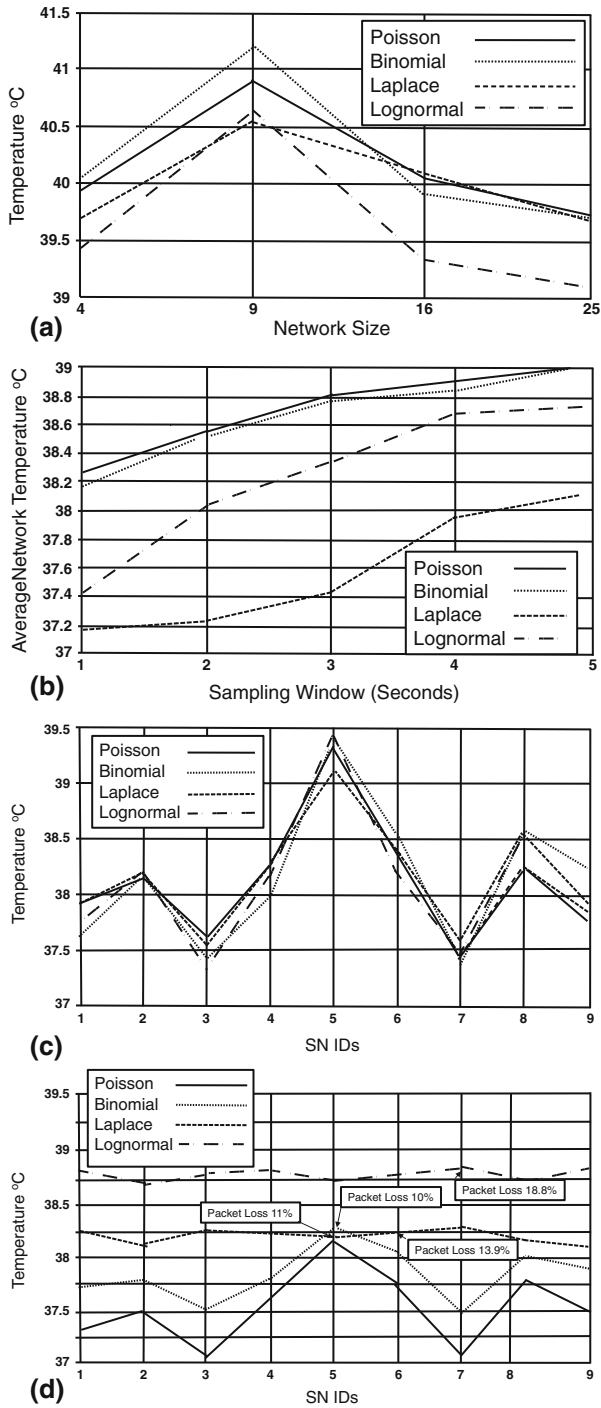 41.5
41
40.5
40
39.5
39
Temperature ºC
Poisson
Binomial
Laplace
Lognormal
4 9 16 25
(a)
Network Size
39
38.8
38.6
38.4
38.2
38
37.8
37.6
37.4
37.2
37
AverageNetwork Temperature ºC
Poisson
Binomial
Laplace
Lognormal
1 2 3 4 5
Sampling Window (Seconds)
(b)
39.5
39
38.5
38
37.5
37
Temperature ºC
Poisson
Binomial
Laplace
Lognormal
1 2 3 4 5 6 7 8 9
(c)
SN IDs
Poisson
Binomial
Laplace
Lognormal
39.5
39
38.5
38
37.5
37
Temperature ºC
Packet Loss 11%
Packet Loss 10%
Packet Loss 18.8%
Packet Loss 13.9%
1 2 3 4 5 6 7 8 9
(d)
SN IDs